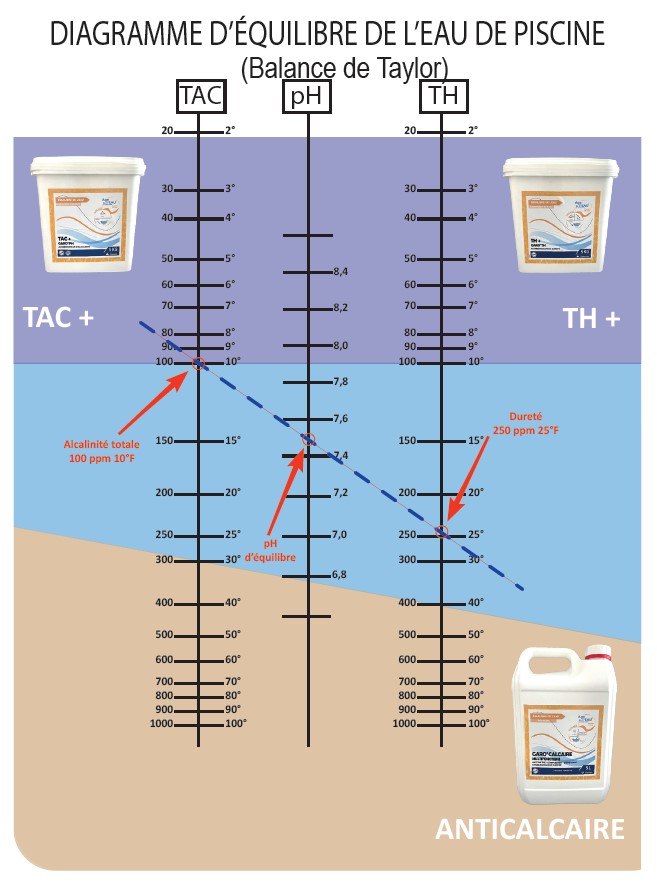 DIAGRAMME D'ÉQUILIBRE DE L'EAU DE PISCINE
(Balance de Taylor)
TAC pH TH
20 2° 20 2°
30 3° 30 3°
40 4° 40 4°
50 5° 50 5°
8,4
60 6° 60 6°
70 7° 8,2 70 7°
TAC + TH +
80 8° 80 8°
90 9° 8,0 90 9°
100 10° 100 10°
7,8
Dureté
250 ppm 25°F
7,6
Alcalinité totale
100 ppm 10°F
150 15° 150 15°
7,4
200 20° 7,2 200 20°
250 25° 7,0 250 25°
pH
d'équilibre
300 30° 300 30°
6,8
400 40° 400 40°
500 50° 500 50°
600 60° 600 60°
700 70° 700 70°
800 80° 800 80°
900 90° 900 90°
1000 100° 1000 100°
TAC +
TH +
GARO'CALCAIRE
ANTICALCAIRE